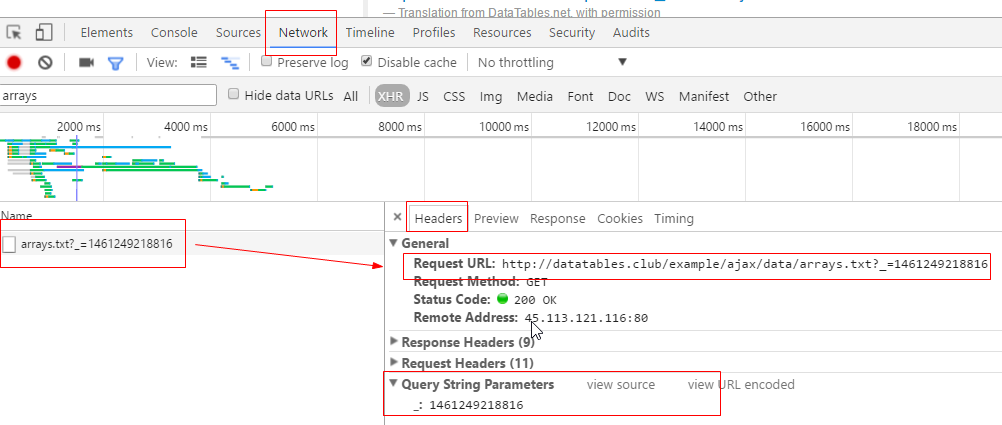 — Translation from DataTables.net, with permission
Elements Console Sources Network Timeline Profiles Resources Security Audits
View: Preserve log Disable cache No throttling
arrays Hide data URLs All XHR JS CSS Img Media Font Doc WS Manifest Other
2000 ms 4000 ms 6000 ms 8000 ms 10000 ms 12000 ms 14000 ms 16000 ms 18000 ms
Name
× Headers Preview Response Cookies Timing
arrays.txt?_=1461249218816
General
Request URL: http://datatables.club/example/ajax/data/arrays.txt?_=1461249218816
Request Method: GET
Status Code: 200 OK
Remote Address: 45.113.121.116:80
Response Headers (9)
Request Headers (11)
Query String Parameters view source view URL encoded
_: 1461249218816